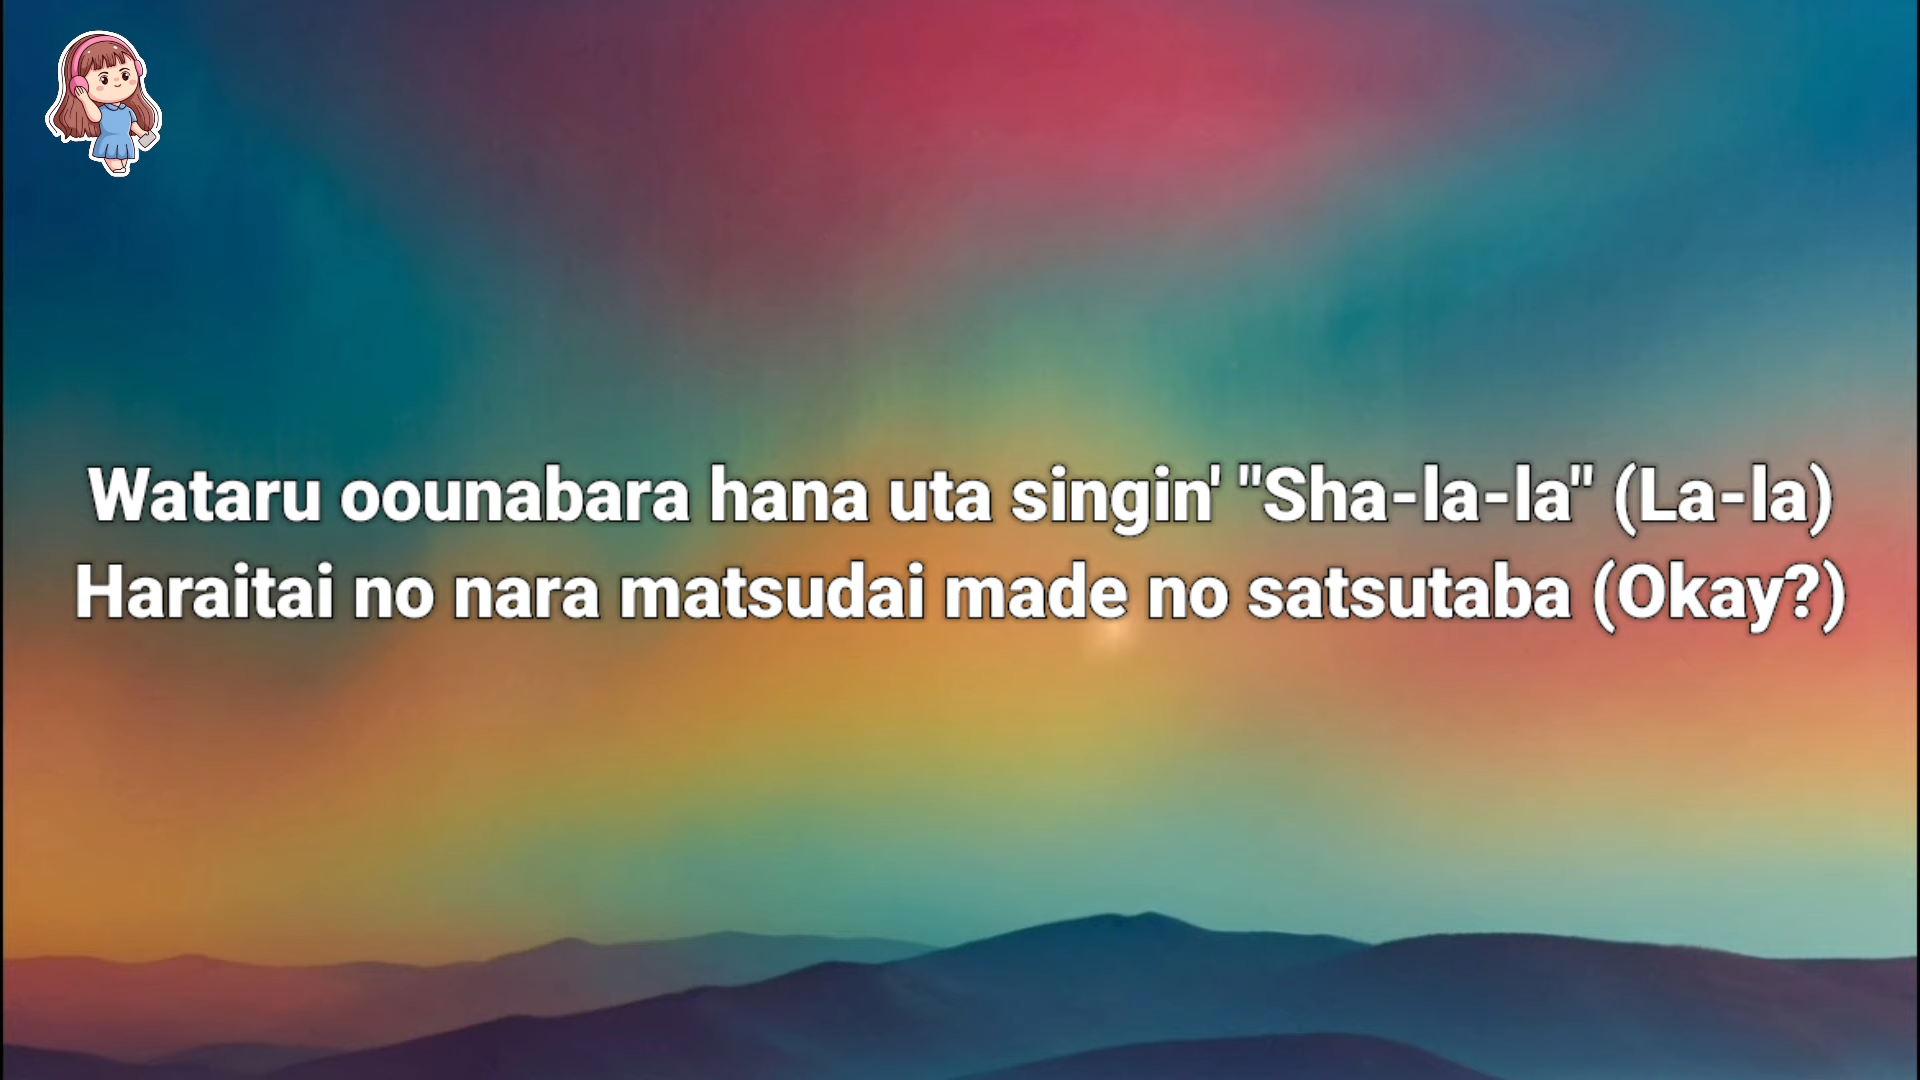 Wataru oounabara hana uta singin' "Sha-la-la" (La-la)
Haraitai no nara matsudai made no satsutaba (Okay?)